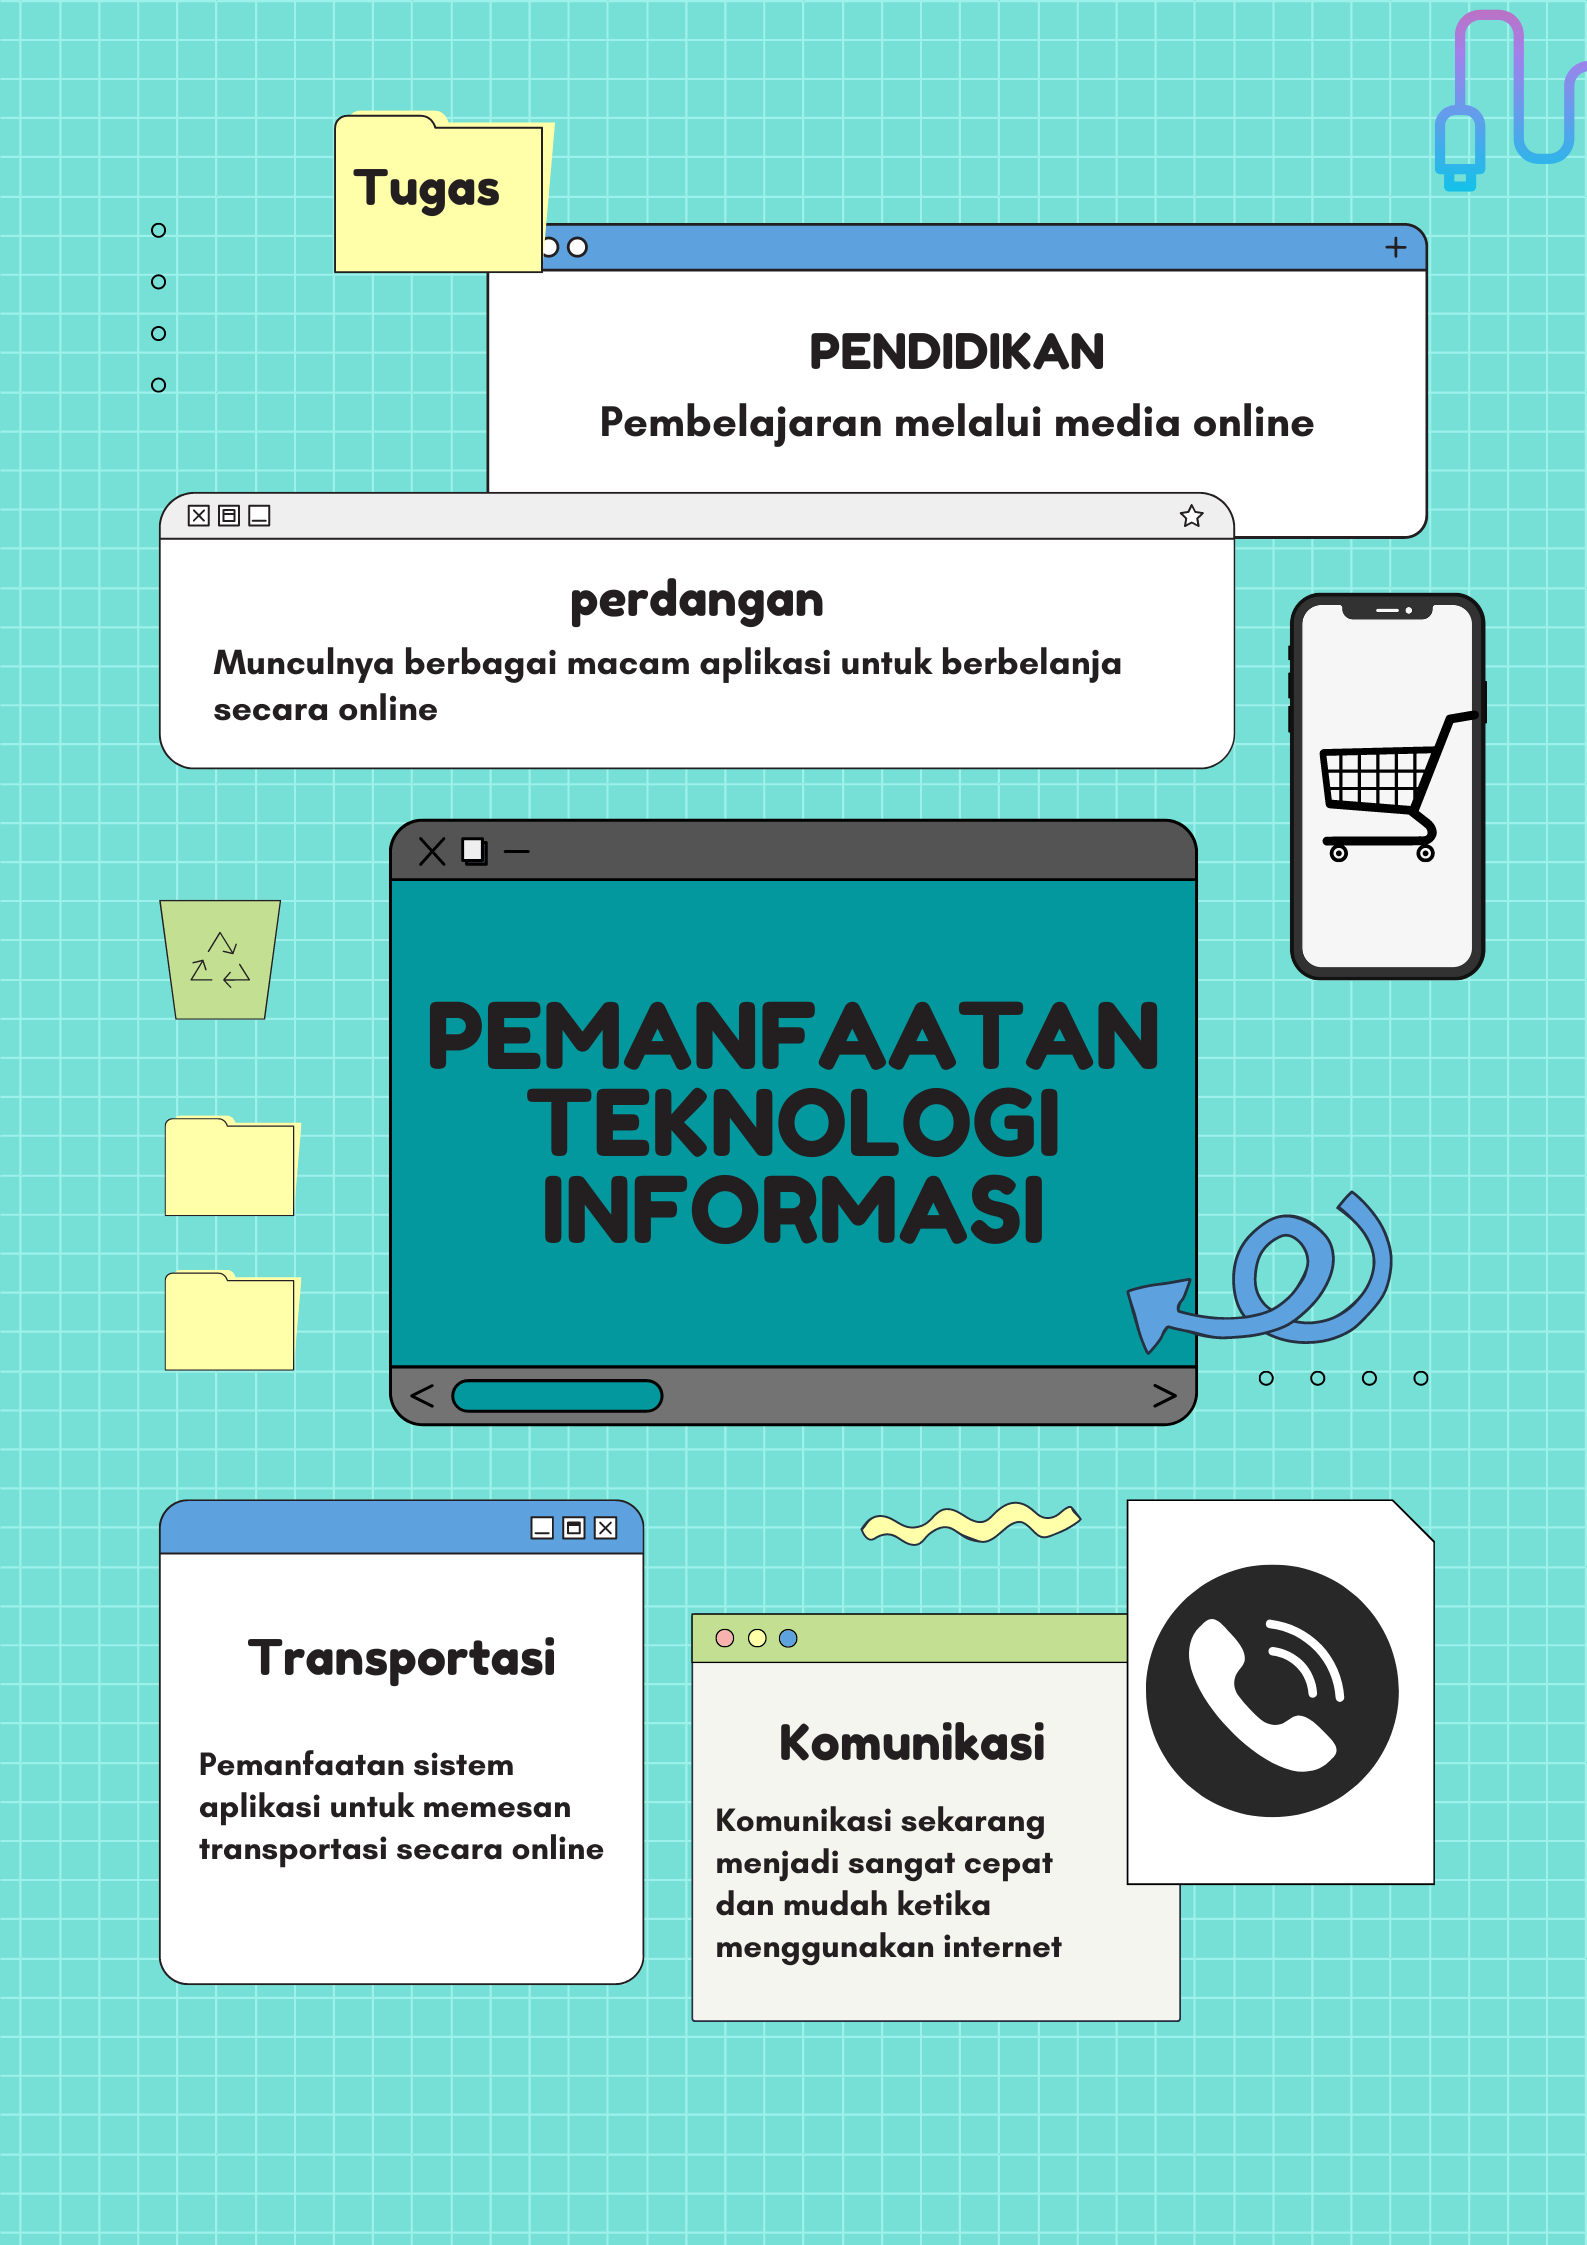 Tugas
PENDIDIKAN
Pembelajaran melalui media online
perdangan
Munculnya berbagai macam aplikasi untuk berbelanja
secara online
PEMANFAATAN
TEKNOLOGI
INFORMASI
Transportasi
Pemanfaatan sistem
aplikasi untuk memesan
transportasi secara online
Komunikasi
Komunikasi sekarang
menjadi sangat cepat
dan mudah ketika
menggunakan internet